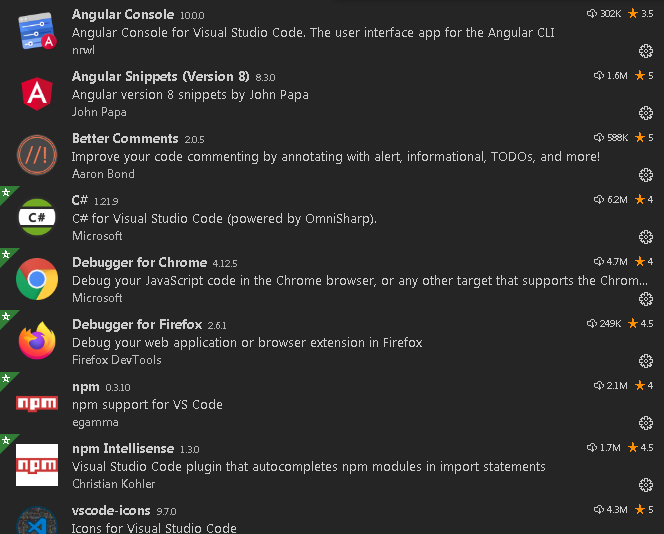 Angular Console 10.0.0 302K 3.5
Angular Console for Visual Studio Code. The user interface app for the Angular CLI
nrwl
Angular Snippets (Version 8) 8.3.0 1.6M 5
Angular version 8 snippets by John Papa
John Papa
//!
Better Comments 2.0.5 588K 5
Improve your code commenting by annotating with alert, informational, TODOs, and more!
Aaron Bond
C#
C# 1.21.9 6.2M 4
C# for Visual Studio Code (powered by OmniSharp).
Microsoft
Debugger for Chrome 4.12.5 4.7M 4
Debug your JavaScript code in the Chrome browser, or any other target that supports the Chrom...
Microsoft
Debugger for Firefox 2.6.1 249K 4.5
Debug your web application or browser extension in Firefox
Firefox DevTools
npm
npm 0.3.10 2.1M 4
npm support for VS Code
egamma
npm
npm Intellisense 1.3.0 1.7M 4.5
Visual Studio Code plugin that autocompletes npm modules in import statements
Christian Kohler
vscode-icons 9.7.0 4.3M 5
Icons for Visual Studio Code